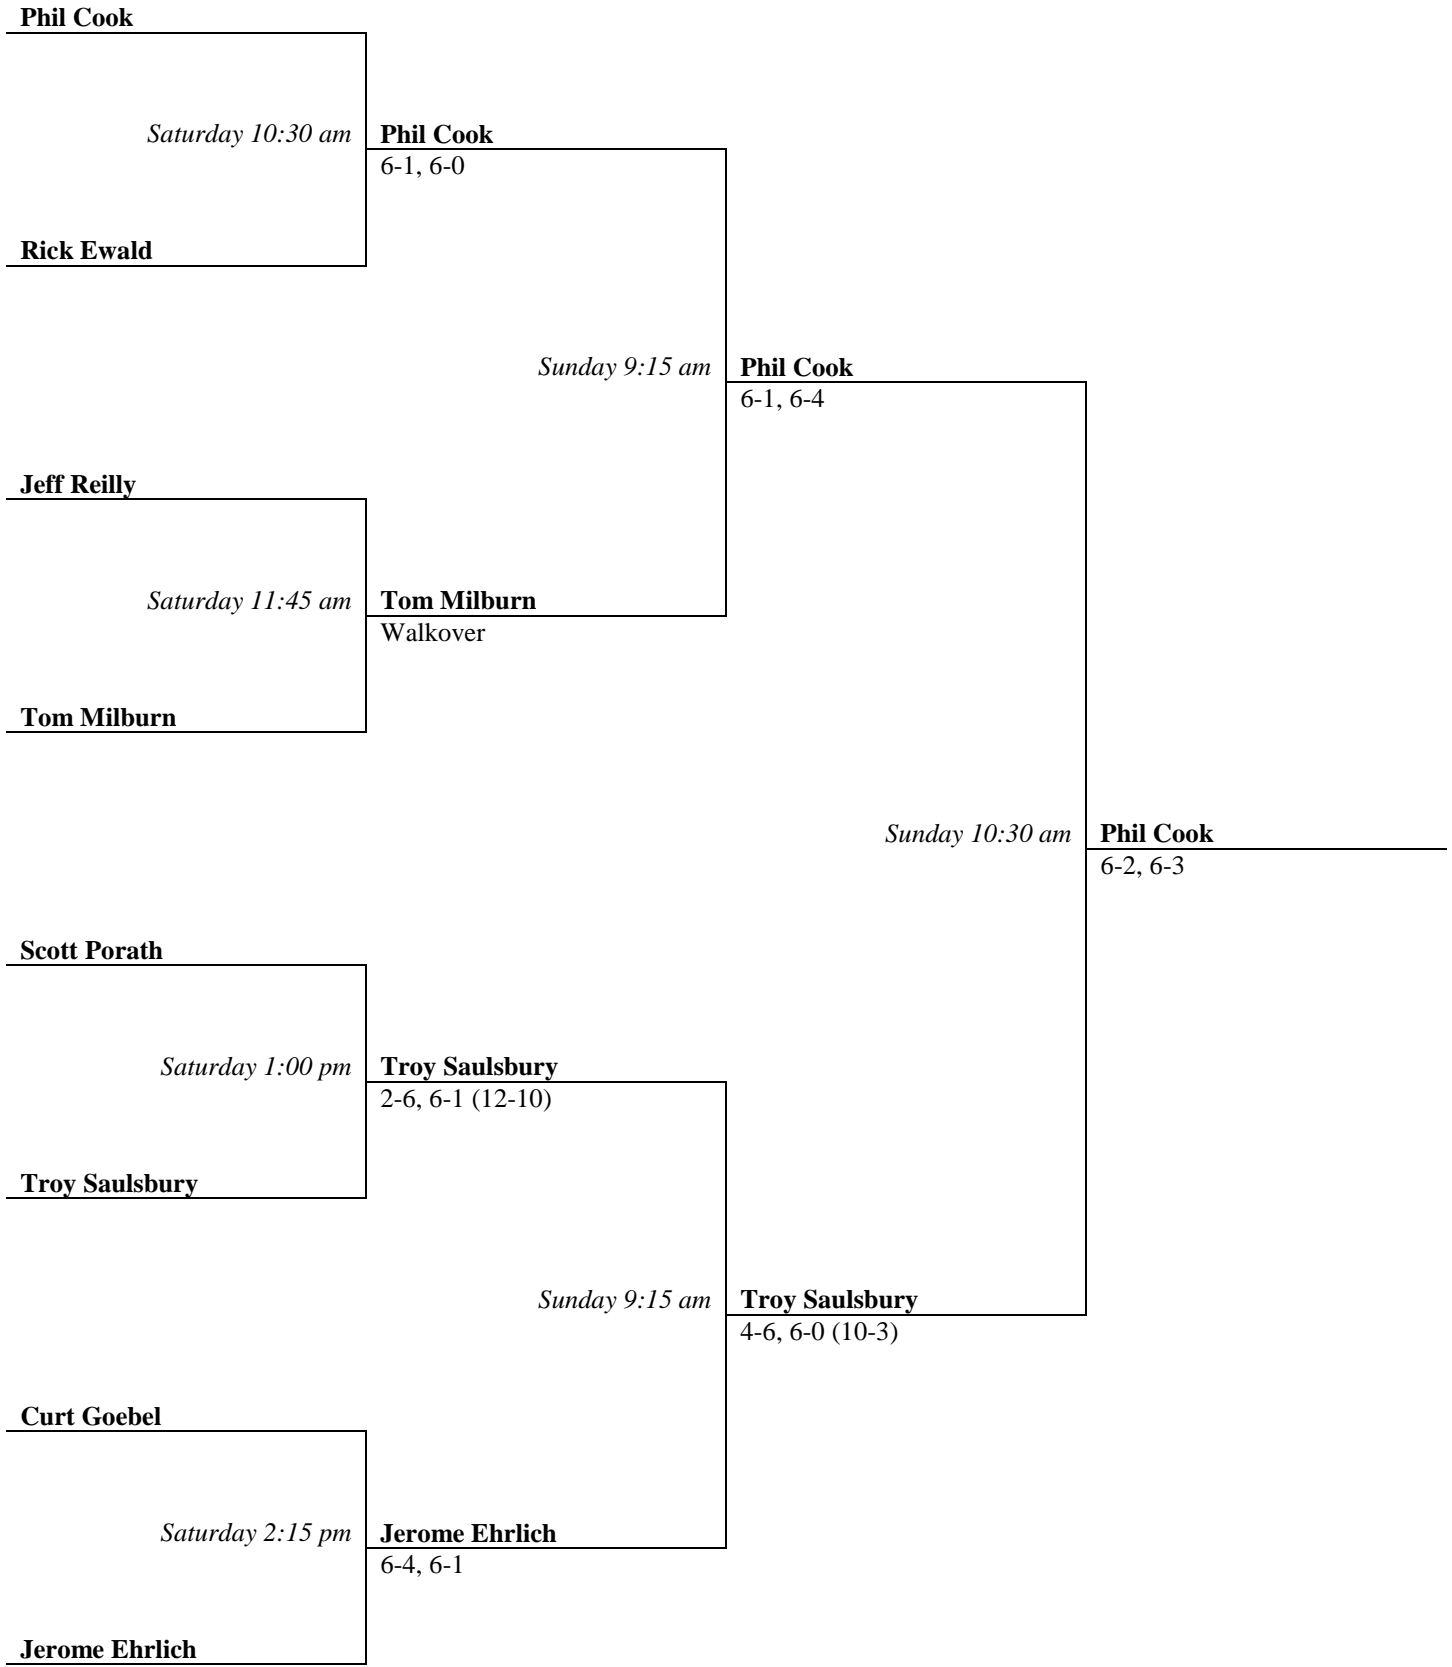 Phil Cook
Saturday 10:30 am
Phil Cook
6-1, 6-0
Rick Ewald
Sunday 9:15 am
Phil Cook
6-1, 6-4
Jeff Reilly
Saturday 11:45 am
Tom Milburn
Walkover
Tom Milburn
Sunday 10:30 am
Phil Cook
6-2, 6-3
Scott Porath
Saturday 1:00 pm
Troy Saulsbury
2-6, 6-1 (12-10)
Troy Saulsbury
Sunday 9:15 am
Troy Saulsbury
4-6, 6-0 (10-3)
Curt Goebel
Saturday 2:15 pm
Jerome Ehrlich
6-4, 6-1
Jerome Ehrlich